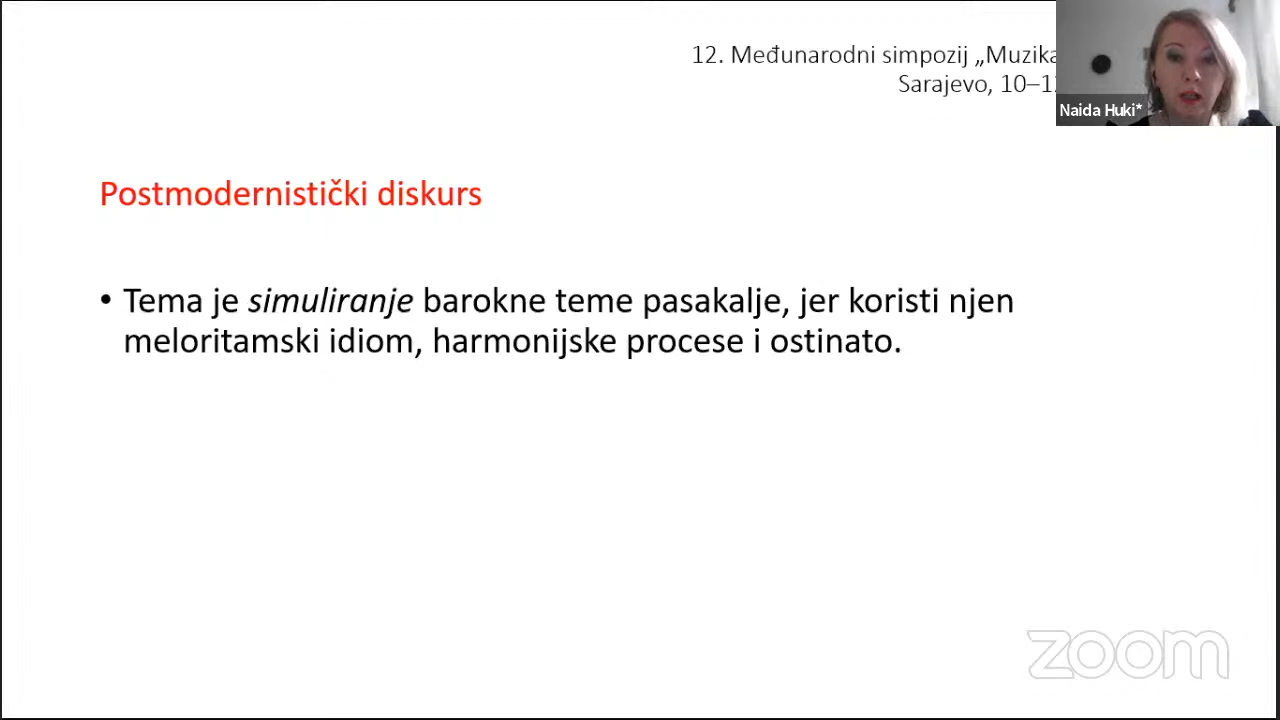 12. Međunarodni simpozij „Muzika
Sarajevo, 10–1
Naida Huki*
Postmodernistički diskurs
• Tema je simuliranje barokne teme pasakalje, jer koristi njen
meloritamski idiom, harmonijske procese i ostinato.
zoom